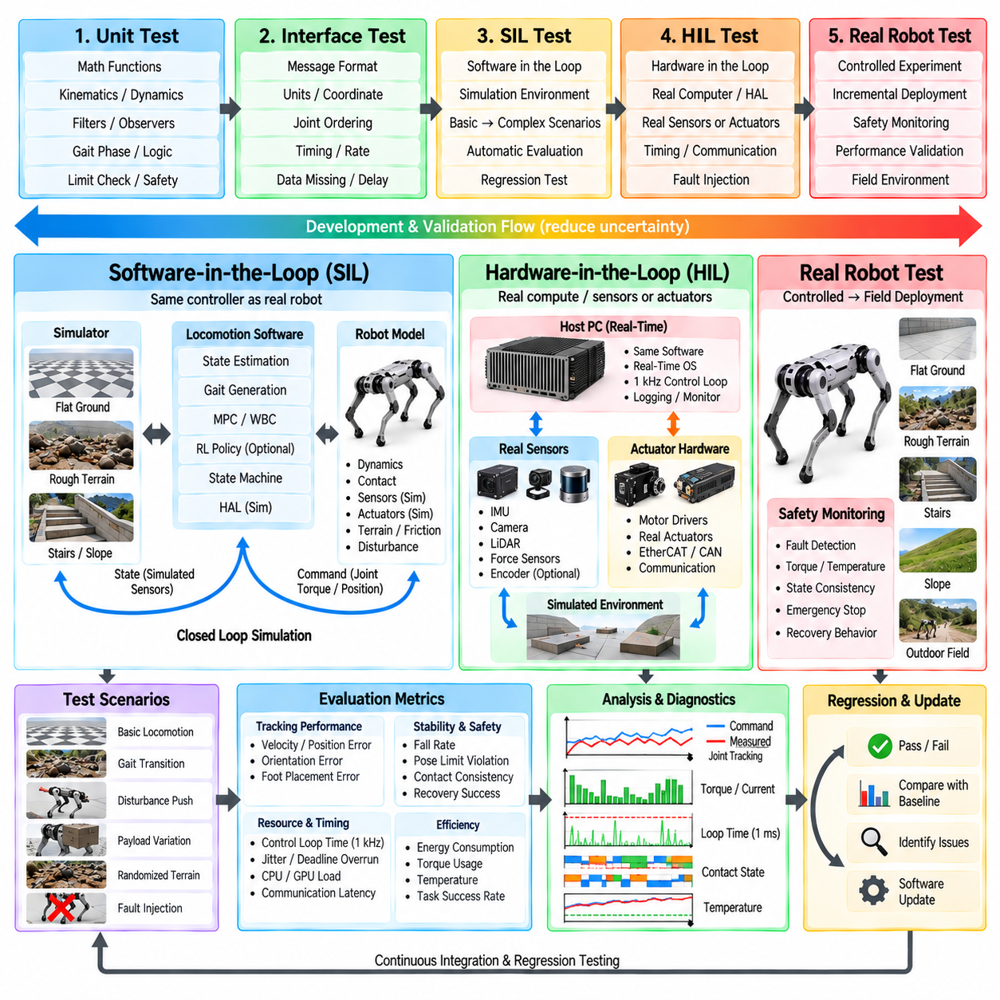 1. Unit Test
Math Functions
Kinematics / Dynamics
Filters / Observers
Gait Phase / Logic
Limit Check / Safety
2. Interface Test
Message Format
Units / Coordinate
Joint Ordering
Timing / Rate
Data Missing / Delay
3. SIL Test
Software in the Loop
Simulation Environment
Basic → Complex Scenarios
Automatic Evaluation
Regression Test
4. HIL Test
Hardware in the Loop
Real Computer / HAL
Real Sensors or Actuators
Timing / Communication
Fault Injection
5. Real Robot Test
Controlled Experiment
Incremental Deployment
Safety Monitoring
Performance Validation
Field Environment
Development & Validation Flow (reduce uncertainty)
Software-in-the-Loop (SIL)
Same controller as real robot
Simulator
Flat Ground
Rough Terrain
Stairs / Slope
Locomotion Software
State Estimation
Gait Generation
MPC / WBC
RL Policy (Optional)
State Machine
HAL (Sim)
Robot Model
• Dynamics
• Contact
• Sensors (Sim)
• Actuators (Sim)
• Terrain / Friction
• Disturbance
State (Simulated
Sensors)
Command (Joint
Torque / Position)
Closed Loop Simulation
Hardware-in-the-Loop (HIL)
Real compute / sensors or actuators
Host PC (Real-Time)
• Same Software
• Real-Time OS
• 1 kHz Control Loop
• Logging / Monitor
Real Sensors
• IMU
• Camera
• LiDAR
• Force Sensors
• Encoder (Optional)
Actuator Hardware
• Motor Drivers
• Real Actuators
• EtherCAT / CAN
• Communication
Simulated Environment
Real Robot Test
Controlled → Field Deployment
Flat Ground
Rough Terrain
Stairs
Slope
Outdoor Field
Safety Monitoring
• Fault Detection
• Torque / Temperature
• State Consistency
• Emergency Stop
• Recovery Behavior
Test Scenarios
Basic Locomotion
Gait Transition
Disturbance Push
Payload Variation
Randomized Terrain
Fault Injection
Evaluation Metrics
Tracking Performance
• Velocity / Position Error
• Orientation Error
• Foot Placement Error
Stability & Safety
• Fall Rate
• Pose Limit Violation
• Contact Consistency
• Recovery Success
Resource & Timing
• Control Loop Time (1 kHz)
• Jitter / Deadline Overrun
• CPU / GPU Load
• Communication Latency
Efficiency
• Energy Consumption
• Torque Usage
• Temperature
• Task Success Rate
Analysis & Diagnostics
Command
Measured
Joint Tracking
Torque / Current
Loop Time (1 ms)
Contact State
Temperature
Regression & Update
Pass / Fail
Compare with
Baseline
Identify Issues
Software
Update
Continuous Integration & Regression Testing